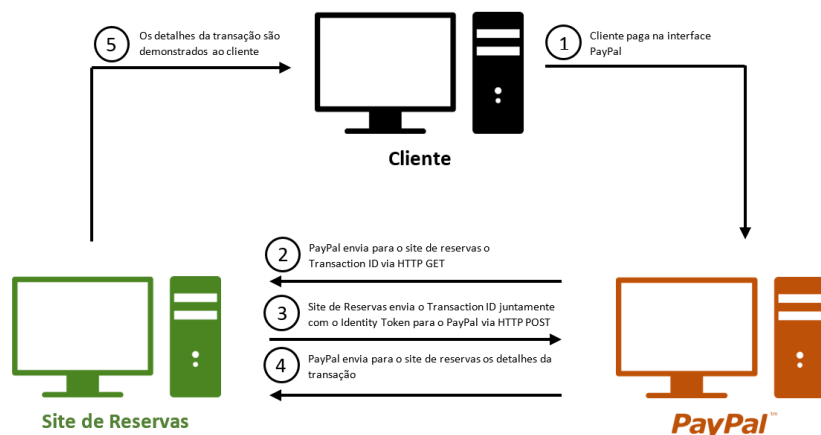 5
Os detalhes da transação são
demonstrados ao cliente
1
Cliente paga na interface
PayPal
Cliente
2
PayPal envia para o site de reservas o
Transaction ID via HTTP GET
3
Site de Reservas envia o Transaction ID juntamente
com o Identity Token para o PayPal via HTTP POST
4
PayPal envia para o site de reservas os detalhes da
transação
Site de Reservas
PayPal™